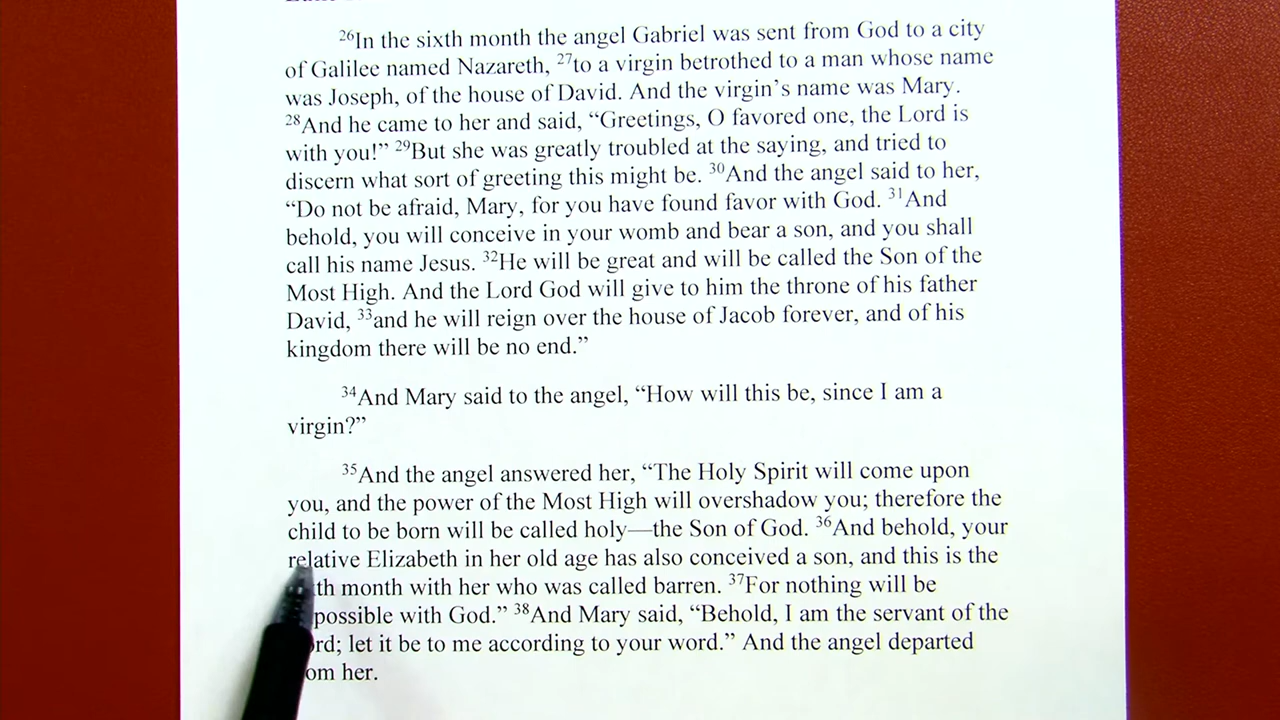 ²⁶In the sixth month the angel Gabriel was sent from God to a city
of Galilee named Nazareth, ²⁷to a virgin betrothed to a man whose name
was Joseph, of the house of David. And the virgin’s name was Mary.
²⁸And he came to her and said, “Greetings, O favored one, the Lord is
with you!” ²⁹But she was greatly troubled at the saying, and tried to
discern what sort of greeting this might be. ³⁰And the angel said to her,
“Do not be afraid, Mary, for you have found favor with God. ³¹And
behold, you will conceive in your womb and bear a son, and you shall
call his name Jesus. ³²He will be great and will be called the Son of the
Most High. And the Lord God will give to him the throne of his father
David, ³³and he will reign over the house of Jacob forever, and of his
kingdom there will be no end.”
³⁴And Mary said to the angel, “How will this be, since I am a
virgin?”
³⁵And the angel answered her, “The Holy Spirit will come upon
you, and the power of the Most High will overshadow you; therefore the
child to be born will be called holy—the Son of God. ³⁶And behold, your
relative Elizabeth in her old age has also conceived a son, and this is the
th month with her who was called barren. ³⁷For nothing will be
possible with God.” ³⁸And Mary said, “Behold, I am the servant of the
rd; let it be to me according to your word.” And the angel departed
om her.